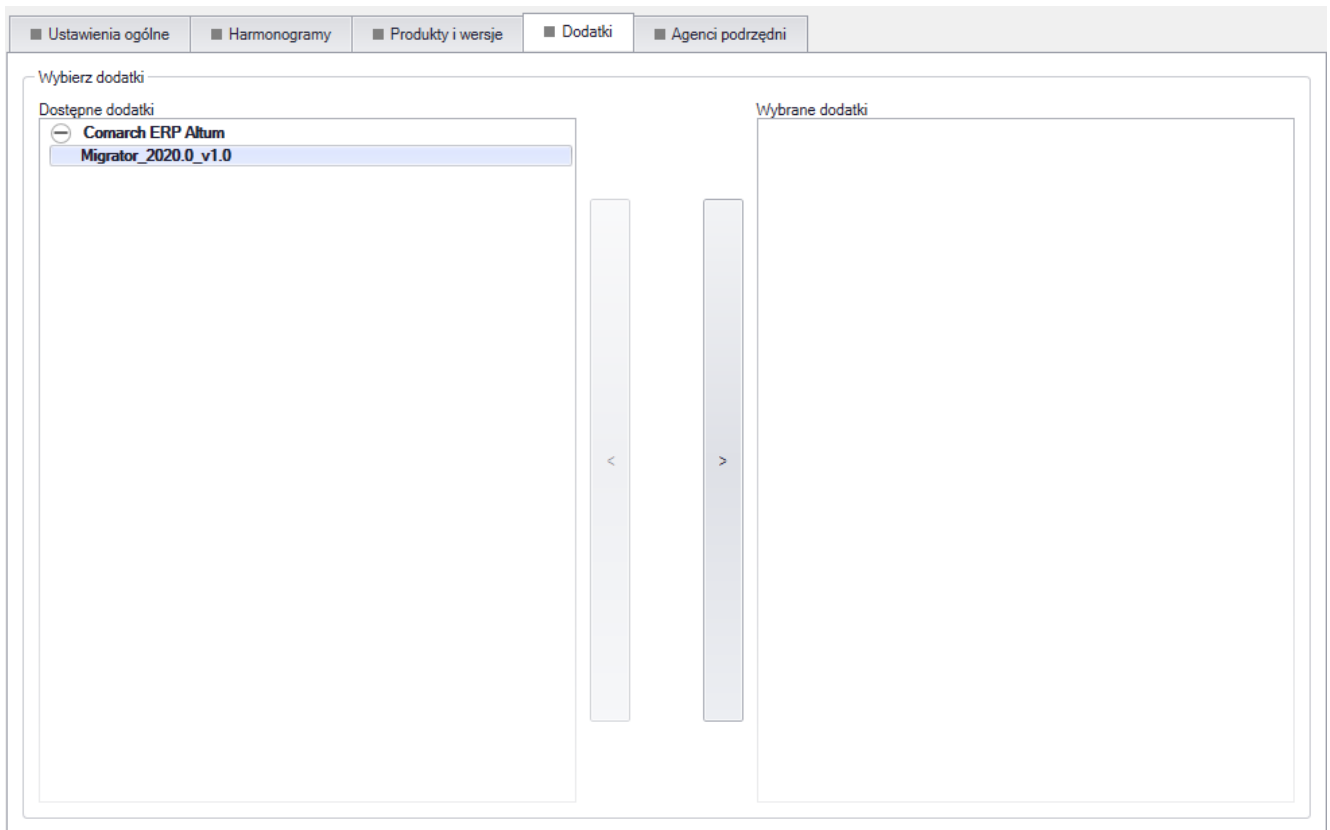 Ustawienia ogólne
Harmonogramy
Produkty i wersje
Dodatki
Agenci podrzędni
Wybierz dodatki
Dostępne dodatki
Wybrane dodatki
Comarch ERP Altum
Migrator_2020.0_v1.0
<
>